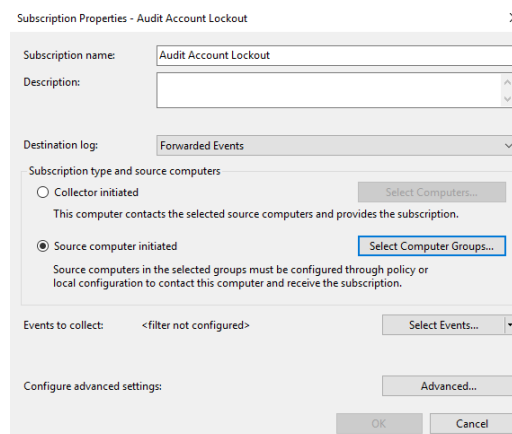 Subscription Properties - Audit Account Lockout
Subscription name: Audit Account Lockout
Description:
Destination log: Forwarded Events
Subscription type and source computers
Collector initiated Select Computers...
This computer contacts the selected source computers and provides the subscription.
Source computer initiated Select Computer Groups...
Source computers in the selected groups must be configured through policy or
local configuration to contact this computer and receive the subscription.
Events to collect: <filter not configured> Select Events...
Configure advanced settings: Advanced...
OK Cancel